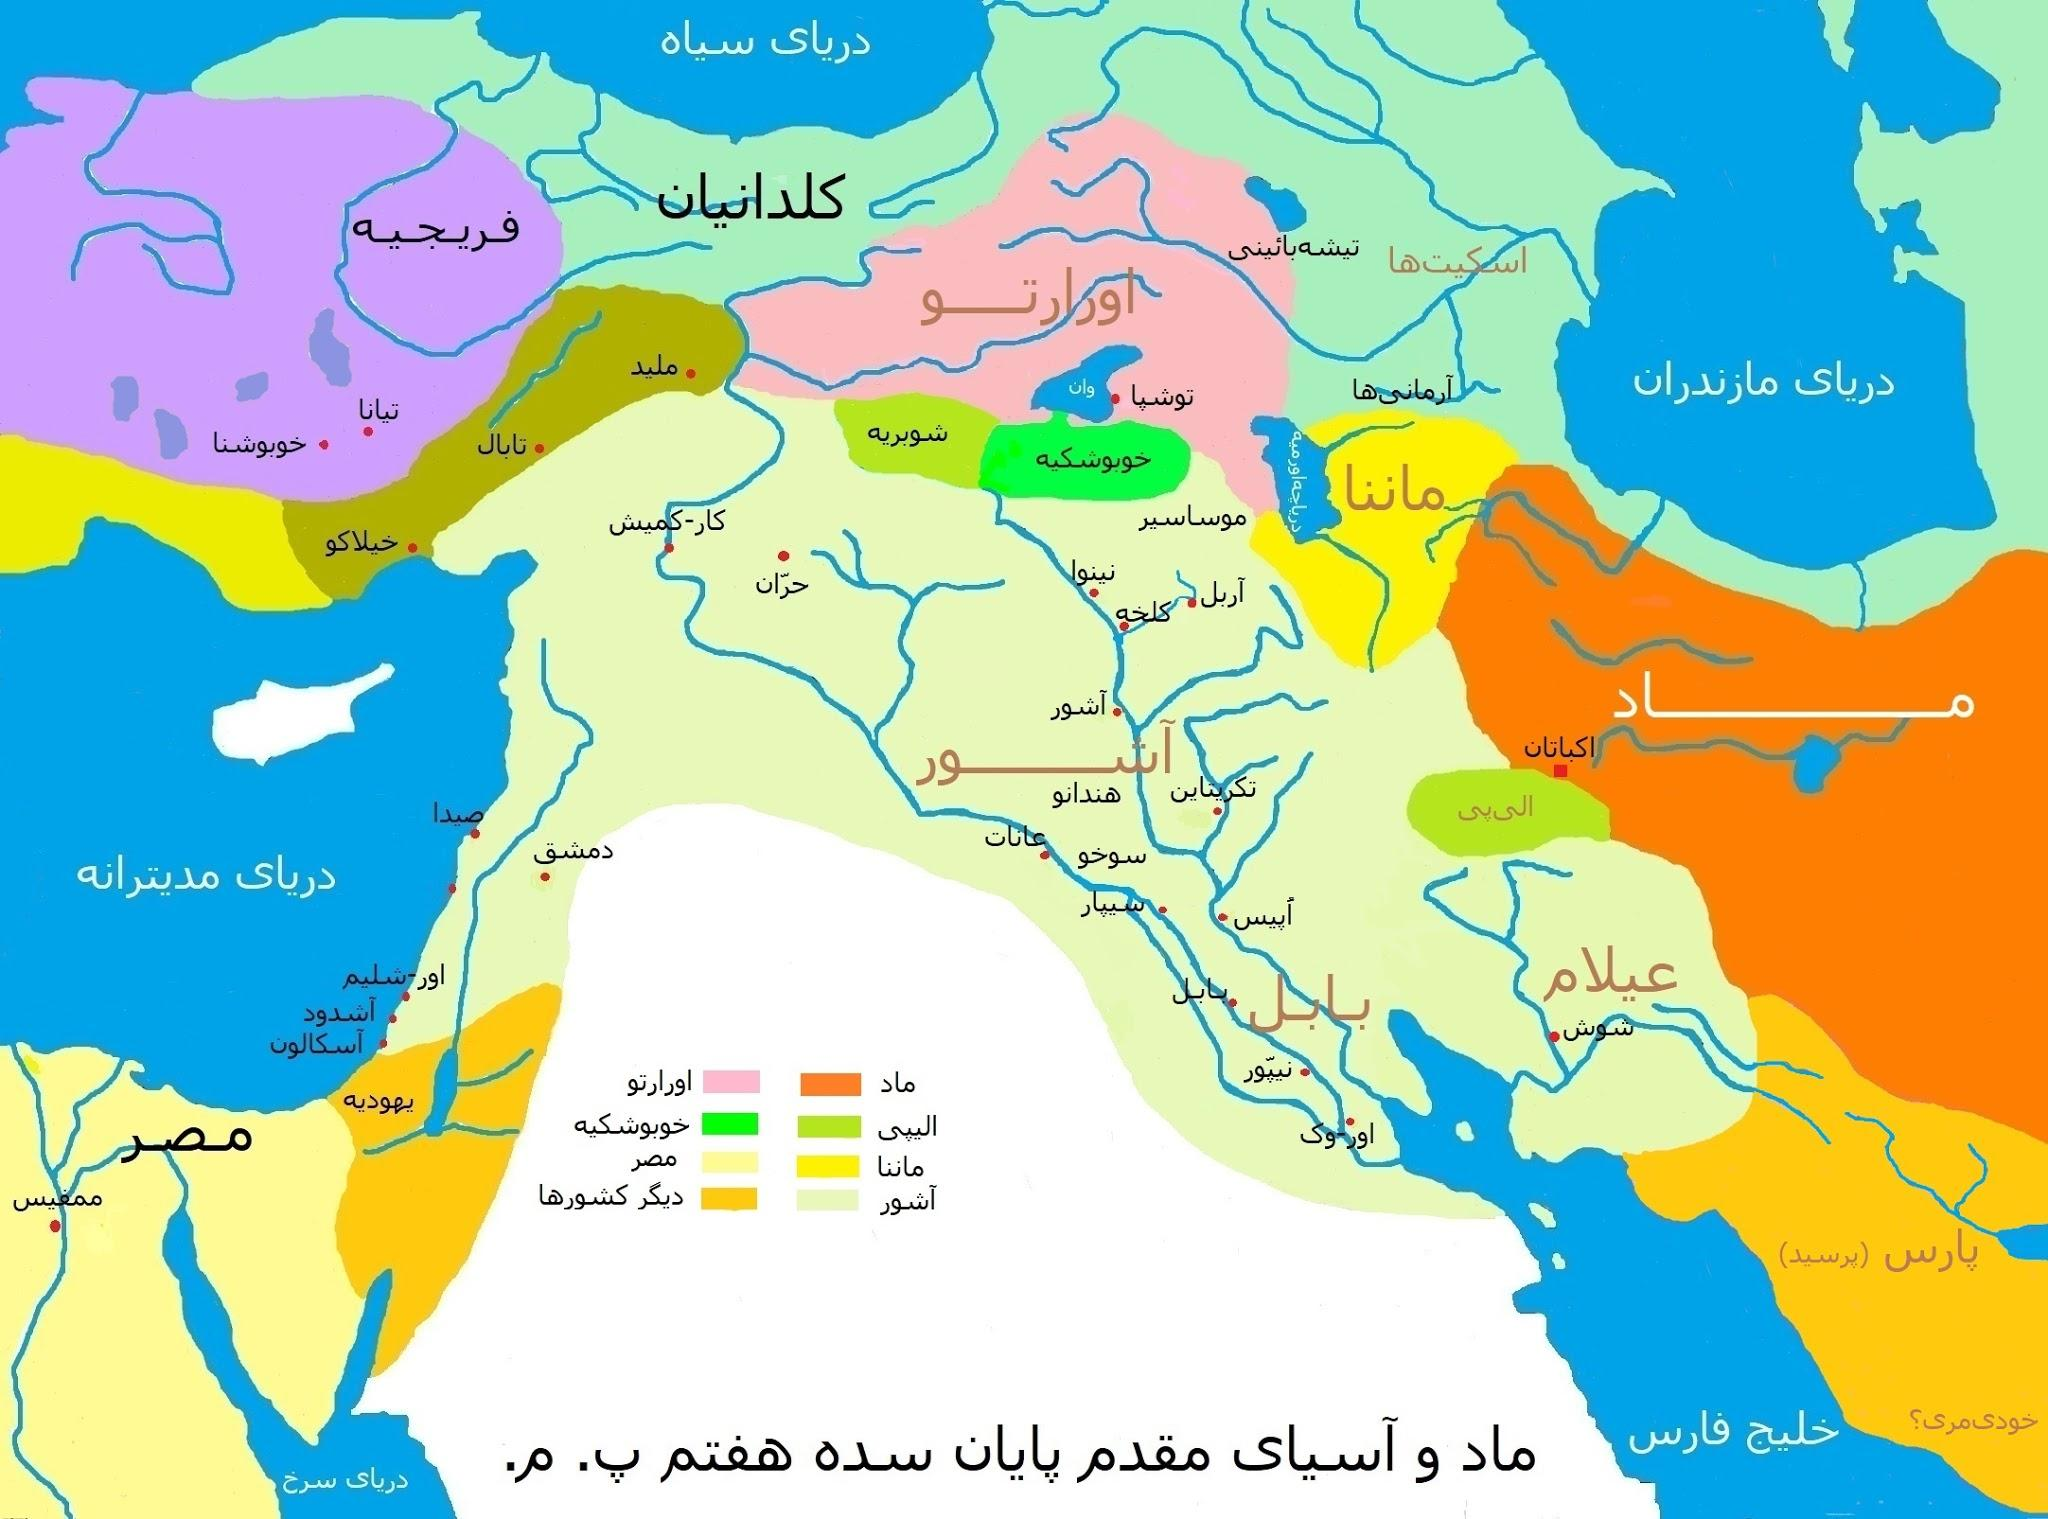 دریای سیاه
کلدانیان
فریجیه
تیشه‌بائینی
اسکیت‌ها
اورارتو
ملید
وان
توشپا
آرمانی‌ها
دریای مازندران
تیانا
خوبوشنا
تابال
شوبریه
خوبوشکیه
دریاچه‌اورمیه
ماننا
موساسیر
کار-کمیش
خیلاکو
حرّان
نینوا
آربل
کلخه
ماد
آشور
آشور
اکباتان
هندانو
تکریتاین
الی‌پی
صیدا
دمشق
عانات
سوخو
دریای مدیترانه
سیپار
اُپیس
عیلام
اور-شلیم
بابل
بابل
آشدود
آسکالون
شوش
نیپّور
یهودیه
مصر
اور-وک
ممفیس
ماد
اورارتو
الیپی
خوبوشکیه
ماننا
مصر
آشور
دیگر کشورها
پارس (پرسید)
خودی‌مری؟
خلیج فارس
دریای سرخ
ماد و آسیای مقدم پایان سده هفتم پ. م.